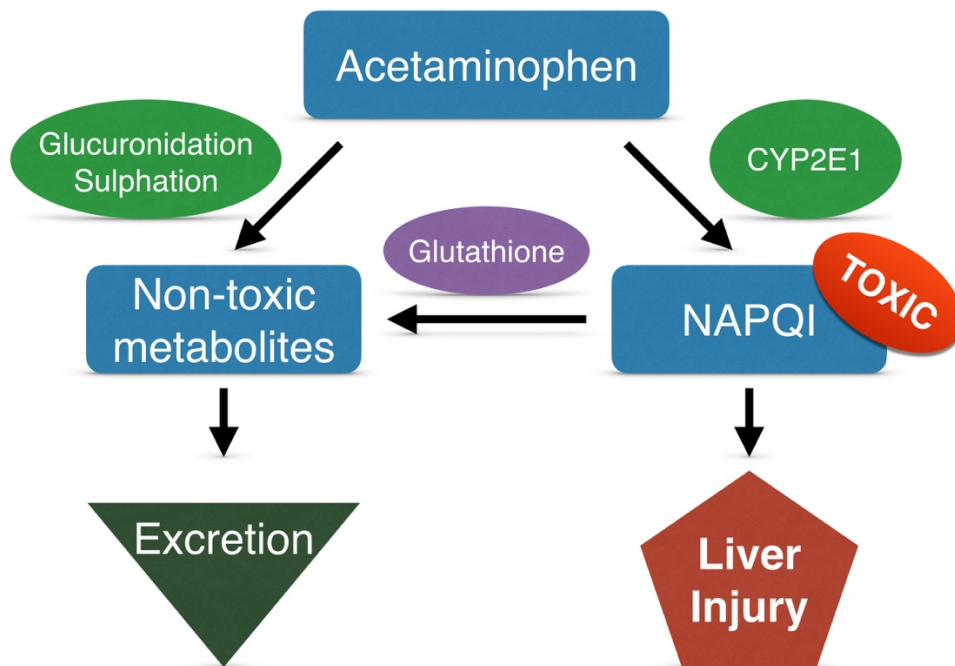 Acetaminophen
Glucuronidation
Sulphation
CYP2E1
Glutathione
Non-toxic
metabolites
NAPQI
TOXIC
Excretion
Liver
Injury